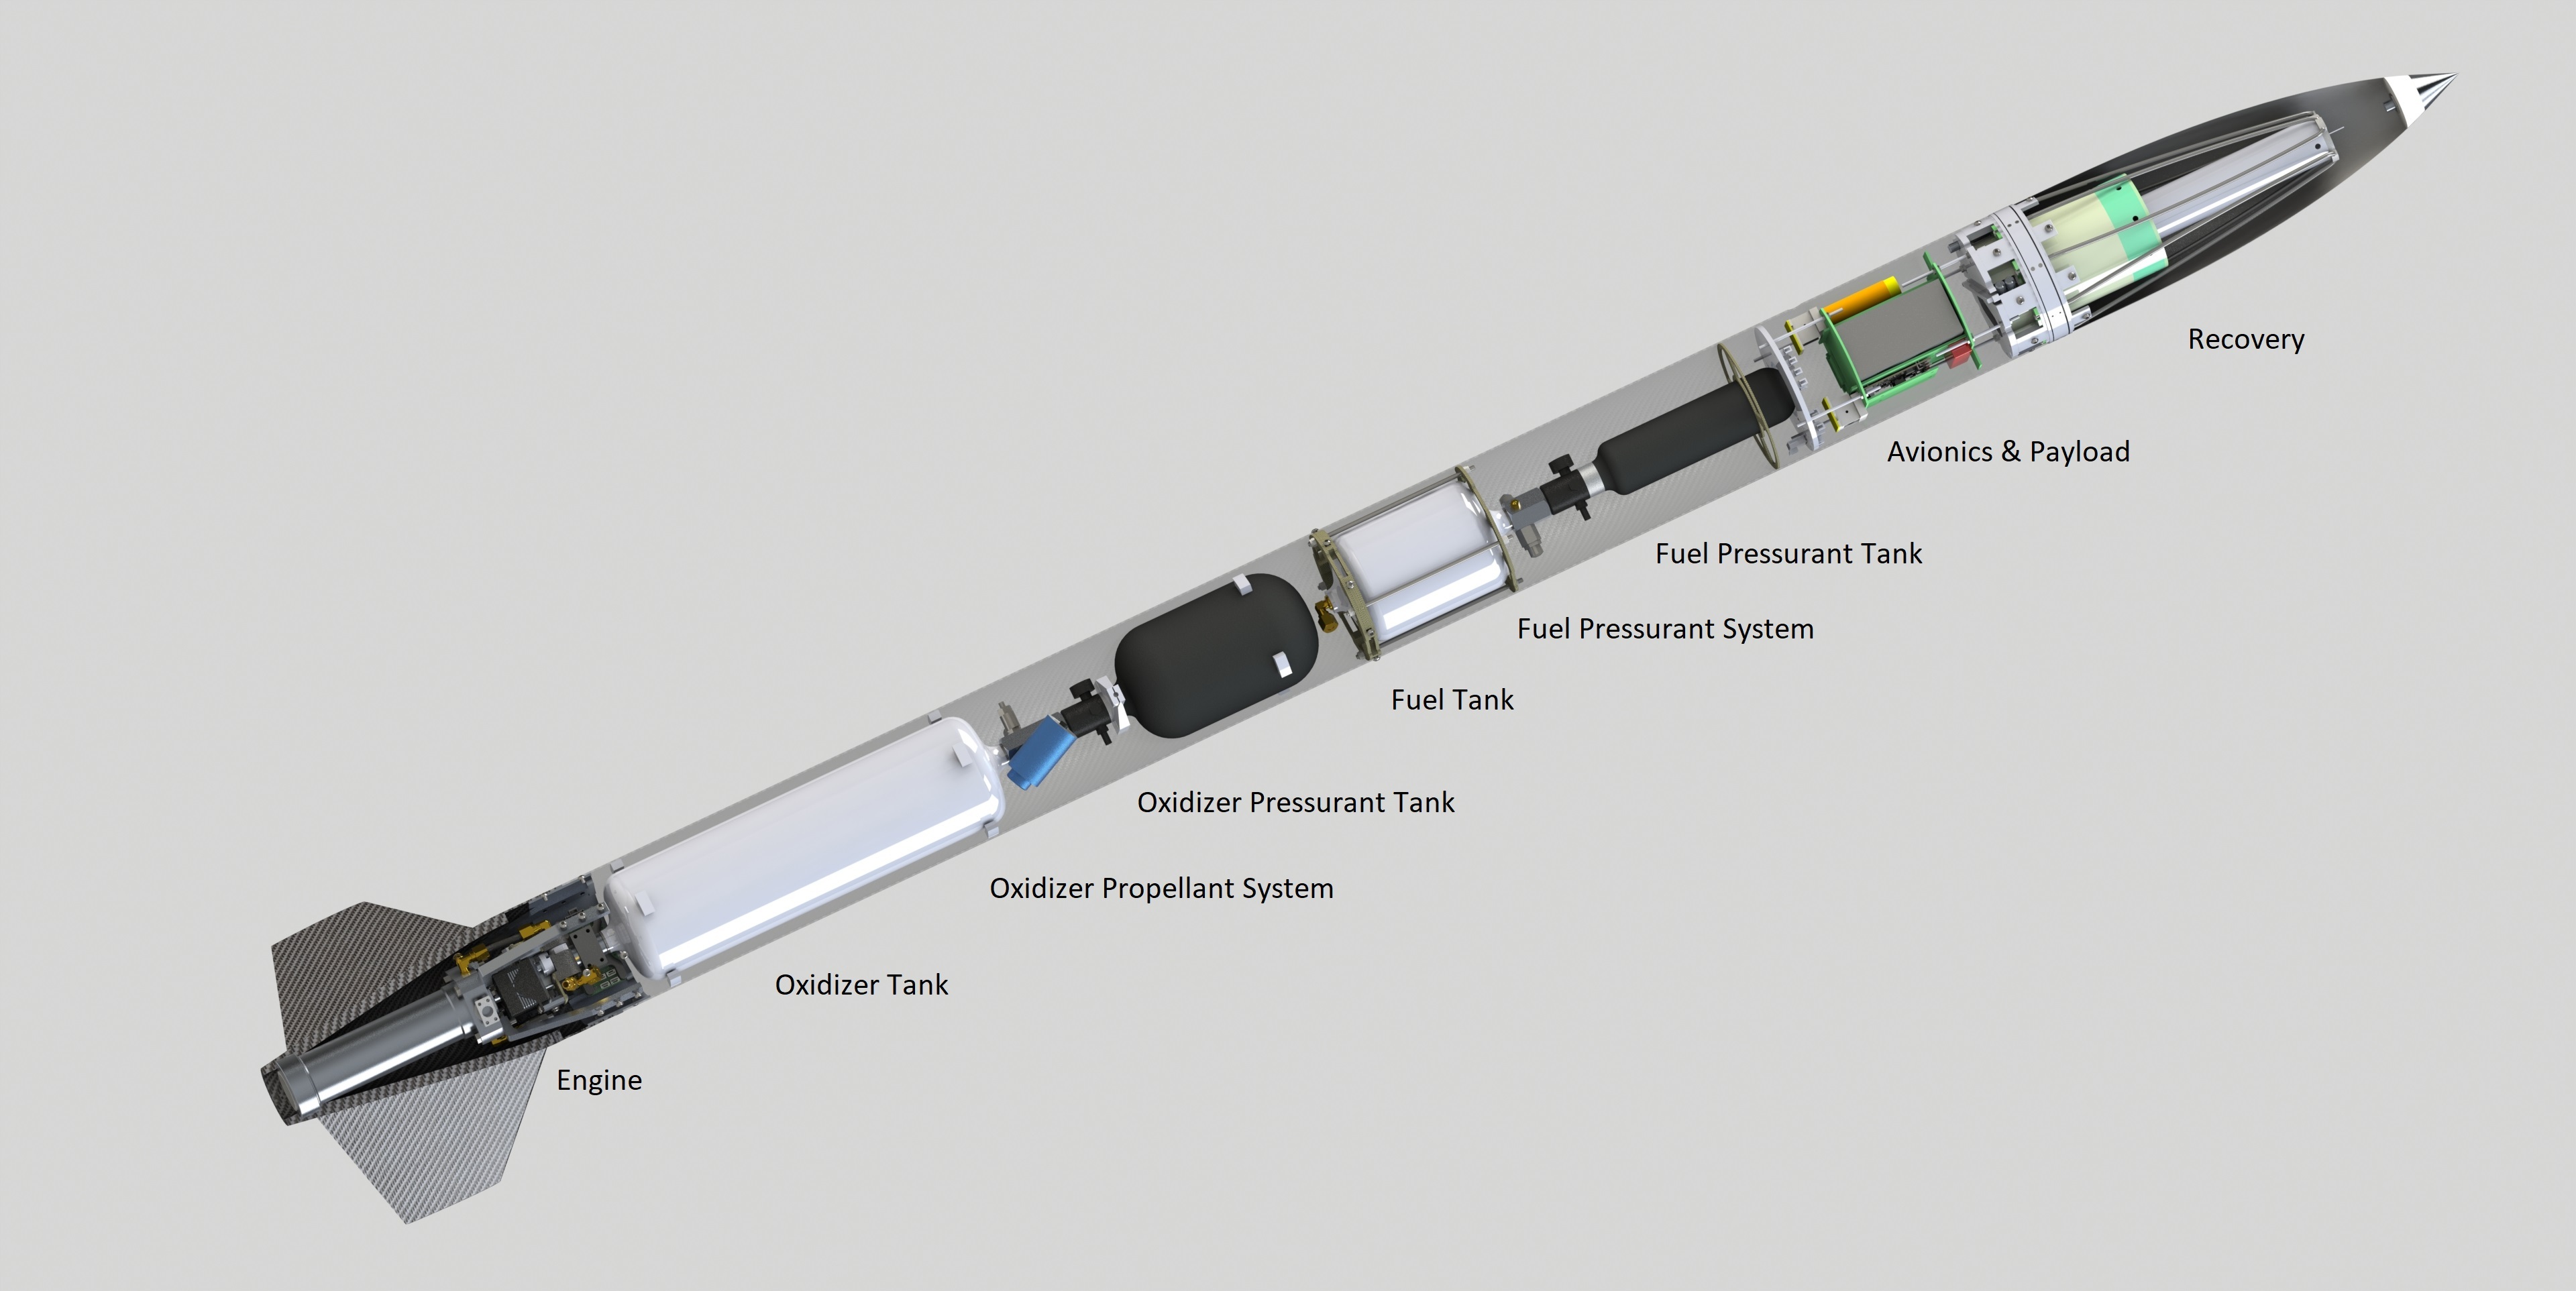 Recovery
Avionics & Payload
Fuel Pressurant Tank
Fuel Pressurant System
Fuel Tank
Oxidizer Pressurant Tank
Oxidizer Propellant System
Oxidizer Tank
Engine